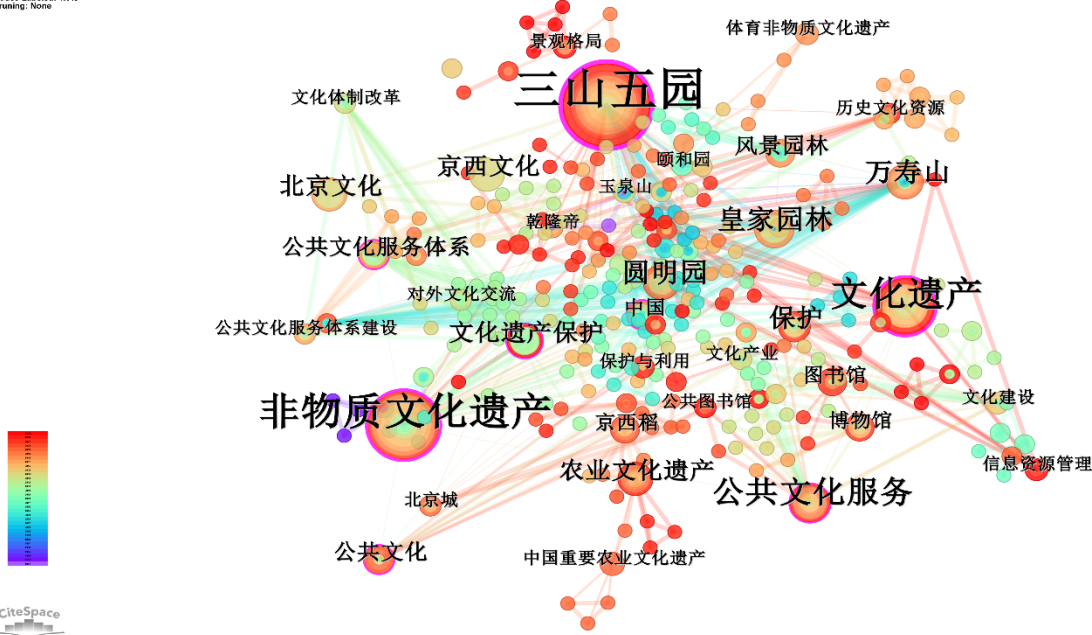 runing: None
景观格局
体育非物质文化遗产
三山五园
文化体制改革
历史文化资源
风景园林
颐和园
京西文化
万寿山
北京文化
玉泉山
乾隆帝
皇家园林
公共文化服务体系
圆明园
对外文化交流
文化遗产
中国
保护
公共文化服务体系建设
文化遗产保护
文化产业
保护与利用
图书馆
非物质文化遗产
公共图书馆
文化建设
京西稻
博物馆
信息资源管理
农业文化遗产
公共文化服务
北京城
公共文化
中国重要农业文化遗产
CiteSpace